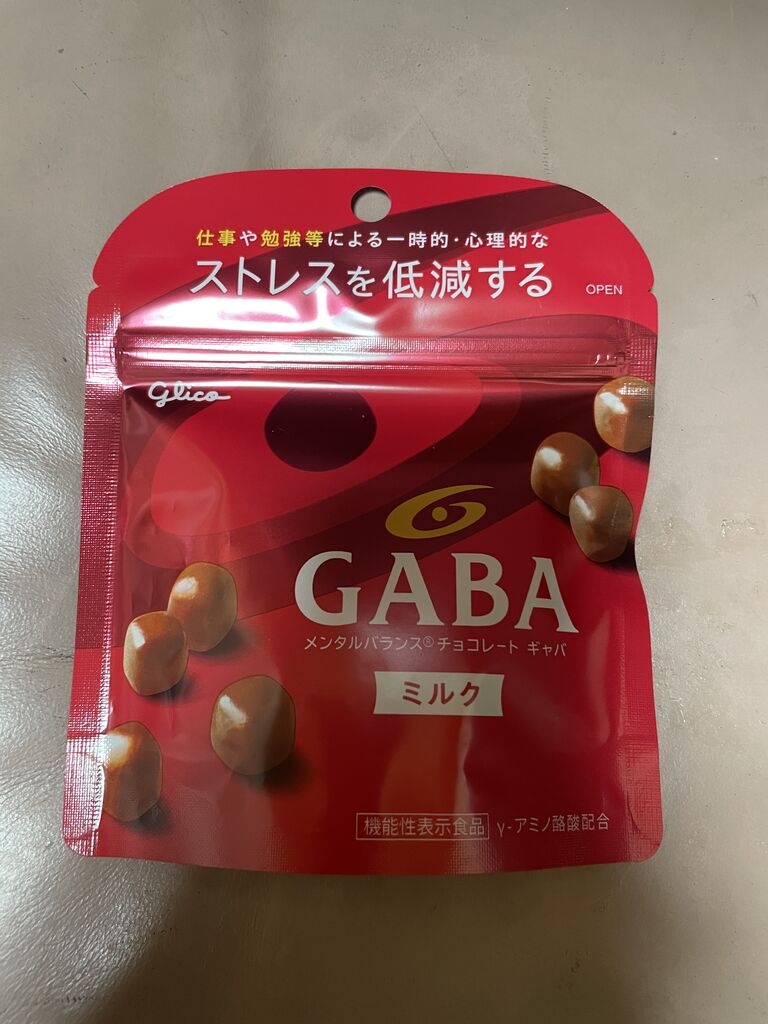 仕事や勉強等による一時的・心理的な
ストレスを低減する
OPEN
Glico
GABA
メンタルバランス®チョコレート ギャバ
ミルク
機能性表示食品 γ-アミノ酪酸配合